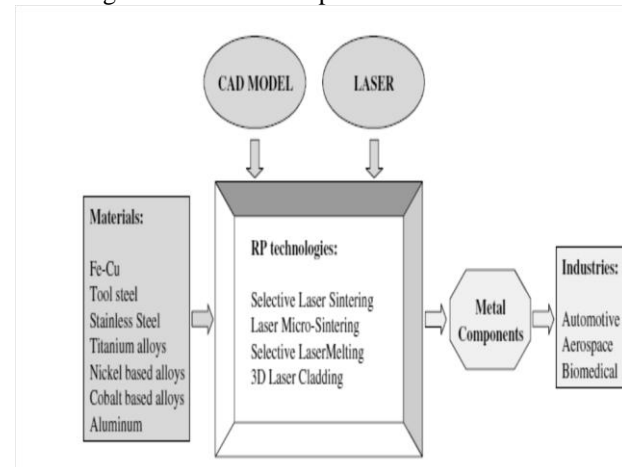 CAD MODEL
LASER
Materials:
Fe-Cu
Tool steel
Stainless Steel
Titanium alloys
Nickel based alloys
Cobalt based alloys
Aluminum
RP technologies:
Selective Laser Sintering
Laser Micro-Sintering
Selective LaserMelting
3D Laser Cladding
Metal
Components
Industries:
Automotive
Aerospace
Biomedical